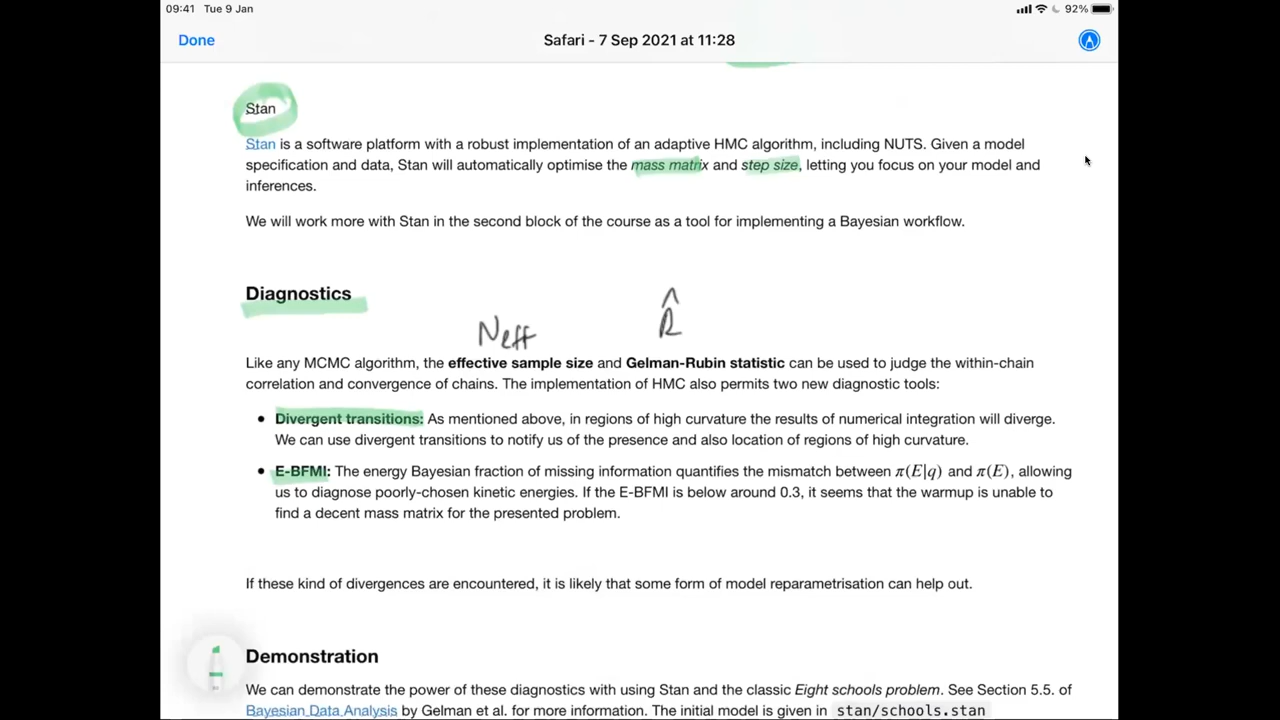 09:41 Tue 9 Jan 92%
Done Safari - 7 Sep 2021 at 11:28
Stan
Stan is a software platform with a robust implementation of an adaptive HMC algorithm, including NUTS. Given a model
specification and data, Stan will automatically optimise the mass matrix and step size, letting you focus on your model and
inferences.
We will work more with Stan in the second block of the course as a tool for implementing a Bayesian workflow.
Diagnostics
Neff R̂
Like any MCMC algorithm, the effective sample size and Gelman-Rubin statistic can be used to judge the within-chain
correlation and convergence of chains. The implementation of HMC also permits two new diagnostic tools:
• Divergent transitions: As mentioned above, in regions of high curvature the results of numerical integration will diverge.
We can use divergent transitions to notify us of the presence and also location of regions of high curvature.
• E-BFMI: The energy Bayesian fraction of missing information quantifies the mismatch between π(E|q) and π(E), allowing
us to diagnose poorly-chosen kinetic energies. If the E-BFMI is below around 0.3, it seems that the warmup is unable to
find a decent mass matrix for the presented problem.
If these kind of divergences are encountered, it is likely that some form of model reparametrisation can help out.
Demonstration
We can demonstrate the power of these diagnostics with using Stan and the classic Eight schools problem. See Section 5.5. of
Bayesian Data Analysis by Gelman et al. for more information. The initial model is given in stan/schools.stan